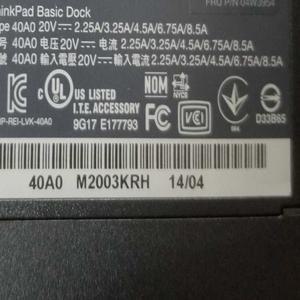 FRU P/N 04W3954
inkPad Basic Dock
pe 40A0 20V⎓ 2.25A/3.25A/4.5A/6.75A/8.5A
号 40A0 电压 20V⎓ 电流 2.25A/3.25A/4.5A/6.75A/8.5A
號 40A0 輸入電壓 20V⎓ 輸入電流 2.25A/3.25A/4.5A/6.75A/8.5A
c UL US LISTED
I.T.E. ACCESSORY
9G17 E177793
P-REI-LVK-40A0
NOM
NYCE
VCI
D33B65
40A0 M2003KRH 14/04